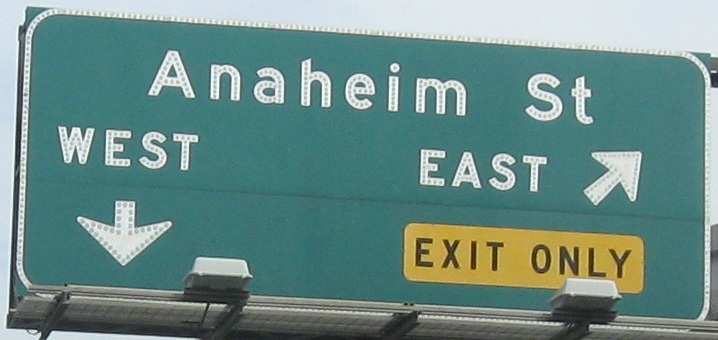 Anaheim St
WEST
EAST
EXIT ONLY